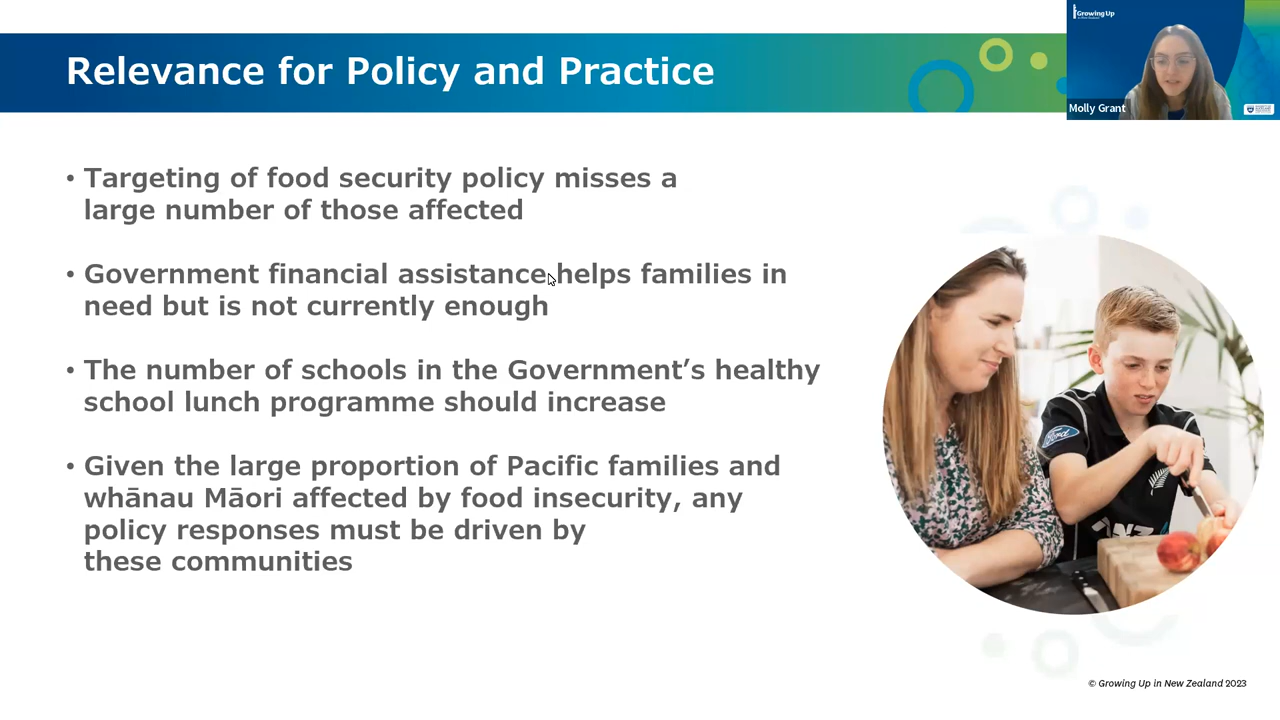 Relevance for Policy and Practice
Growing Up
Molly Grant
• Targeting of food security policy misses a
large number of those affected
• Government financial assistance helps families in
need but is not currently enough
• The number of schools in the Government’s healthy
school lunch programme should increase
• Given the large proportion of Pacific families and
whānau Māori affected by food insecurity, any
policy responses must be driven by
these communities
Ford
© Growing Up in New Zealand 2023